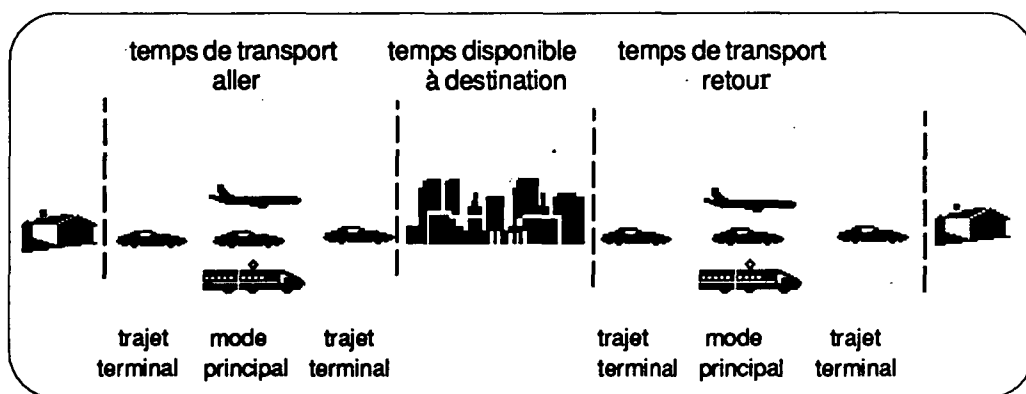 temps de transport
aller
temps disponible
à destination
temps de transport
retour
trajet
terminal
mode
principal
trajet
terminal
trajet
terminal
mode
principal
trajet
terminal